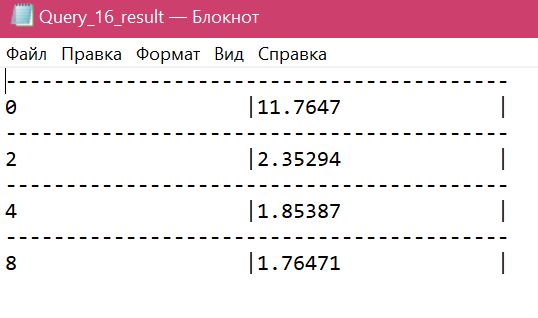 Query_16_result — Блокнот
Файл Правка Формат Вид Справка
------------------------------------------
0                   |11.7647             |
------------------------------------------
2                   |2.35294             |
------------------------------------------
4                   |1.85387             |
------------------------------------------
8                   |1.76471             |